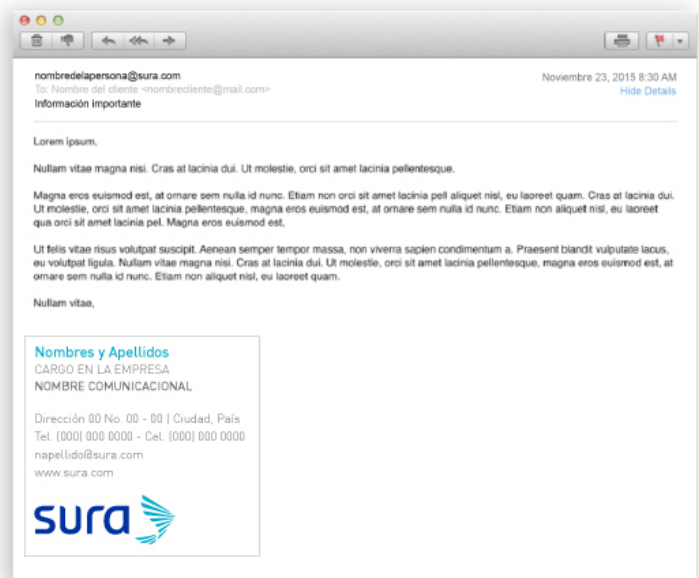 nombredelapersona@sura.com
Noviembre 23, 2015 8:30 AM
To: Nombre del cliente <nombrecliente@mail.com>
Hide Details
Información importante
Lorem ipsum,
Nullam vitae magna nisi. Cras at lacinia dui. Ut molestie, orci sit amet lacinia pellentesque.
Magna eros euismod est, at ornare sem nulla id nunc. Etiam non orci sit amet lacinia pell aliquet nisl, eu laoreet quam. Cras at lacinia dui.
Ut molestie, orci sit amet lacinia pellentesque, magna eros euismod est, at ornare sem nulla id nunc. Etiam non aliquet nisl, eu laoreet
qua orci sit amet lacinia pel. Magna eros euismod est,
Ut felis vitae risus volutpat suscipit. Aenean semper tempor massa, non viverra sapien condimentum a. Praesent blandit vulputate lacus,
eu volutpat ligula. Nullam vitae magna nisi. Cras at lacinia dui. Ut molestie, orci sit amet lacinia pellentesque, magna eros euismod est, at
ornare sem nulla id nunc. Etiam non aliquet nisl, eu laoreet quam.
Nullam vitae,
Nombres y Apellidos
CARGO EN LA EMPRESA
NOMBRE COMUNICACIONAL
Dirección 00 No. 00 - 00 | Ciudad, País
Tel. (000) 000 0000 - Cel. (000) 000 0000
napellido@sura.com
www.sura.com
sura